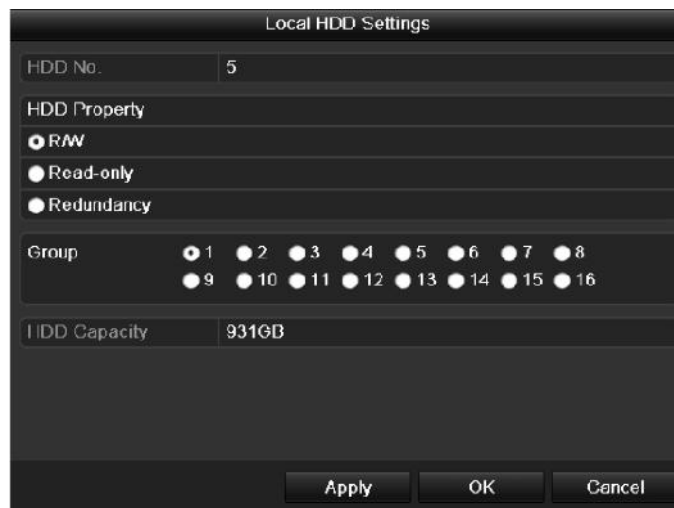 Local HDD Settings
HDD No. 5
HDD Property
R/W
Read-only
Redundancy
Group 1 2 3 4 5 6 7 8
9 10 11 12 13 14 15 16
HDD Capacity 931GB
Apply OK Cancel